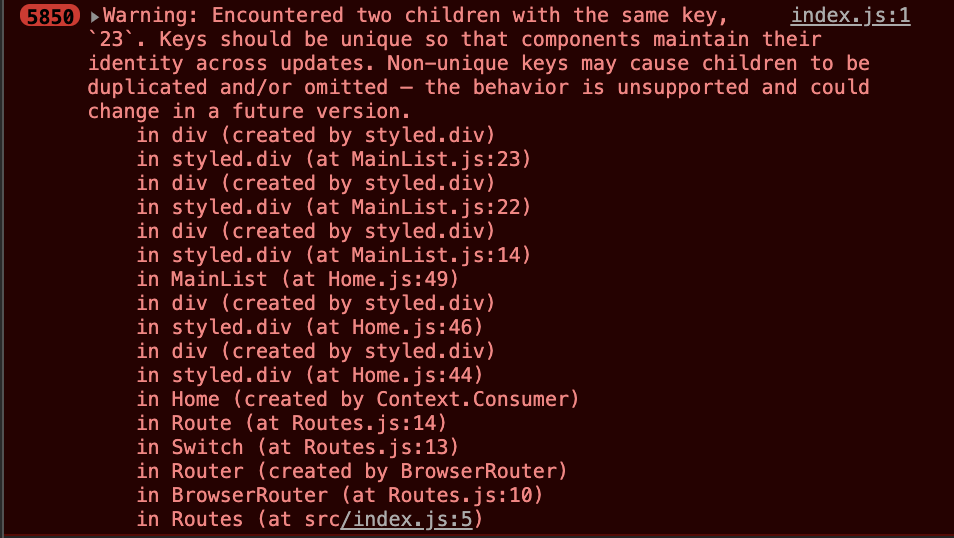 5850 ▶Warning: Encountered two children with the same key, index.js:1
`23`. Keys should be unique so that components maintain their
identity across updates. Non-unique keys may cause children to be
duplicated and/or omitted — the behavior is unsupported and could
change in a future version.
in div (created by styled.div)
in styled.div (at MainList.js:23)
in div (created by styled.div)
in styled.div (at MainList.js:22)
in div (created by styled.div)
in styled.div (at MainList.js:14)
in MainList (at Home.js:49)
in div (created by styled.div)
in styled.div (at Home.js:46)
in div (created by styled.div)
in styled.div (at Home.js:44)
in Home (created by Context.Consumer)
in Route (at Routes.js:14)
in Switch (at Routes.js:13)
in Router (created by BrowserRouter)
in BrowserRouter (at Routes.js:10)
in Routes (at src/index.js:5)